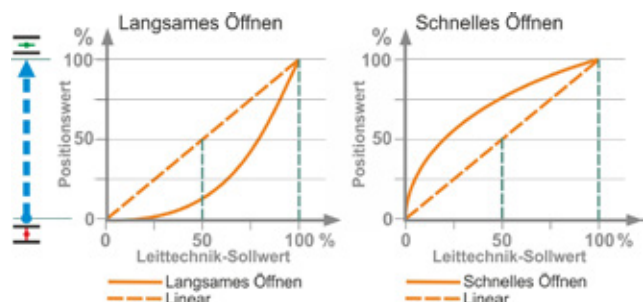 Langsames Öffnen
%
100
50
0
Positionswert
0
50
100 %
Leittechnik-Sollwert
Langsames Öffnen
Linear
Schnelles Öffnen
%
100
50
0
Positionswert
0
50
100 %
Leittechnik-Sollwert
Schnelles Öffnen
Linear